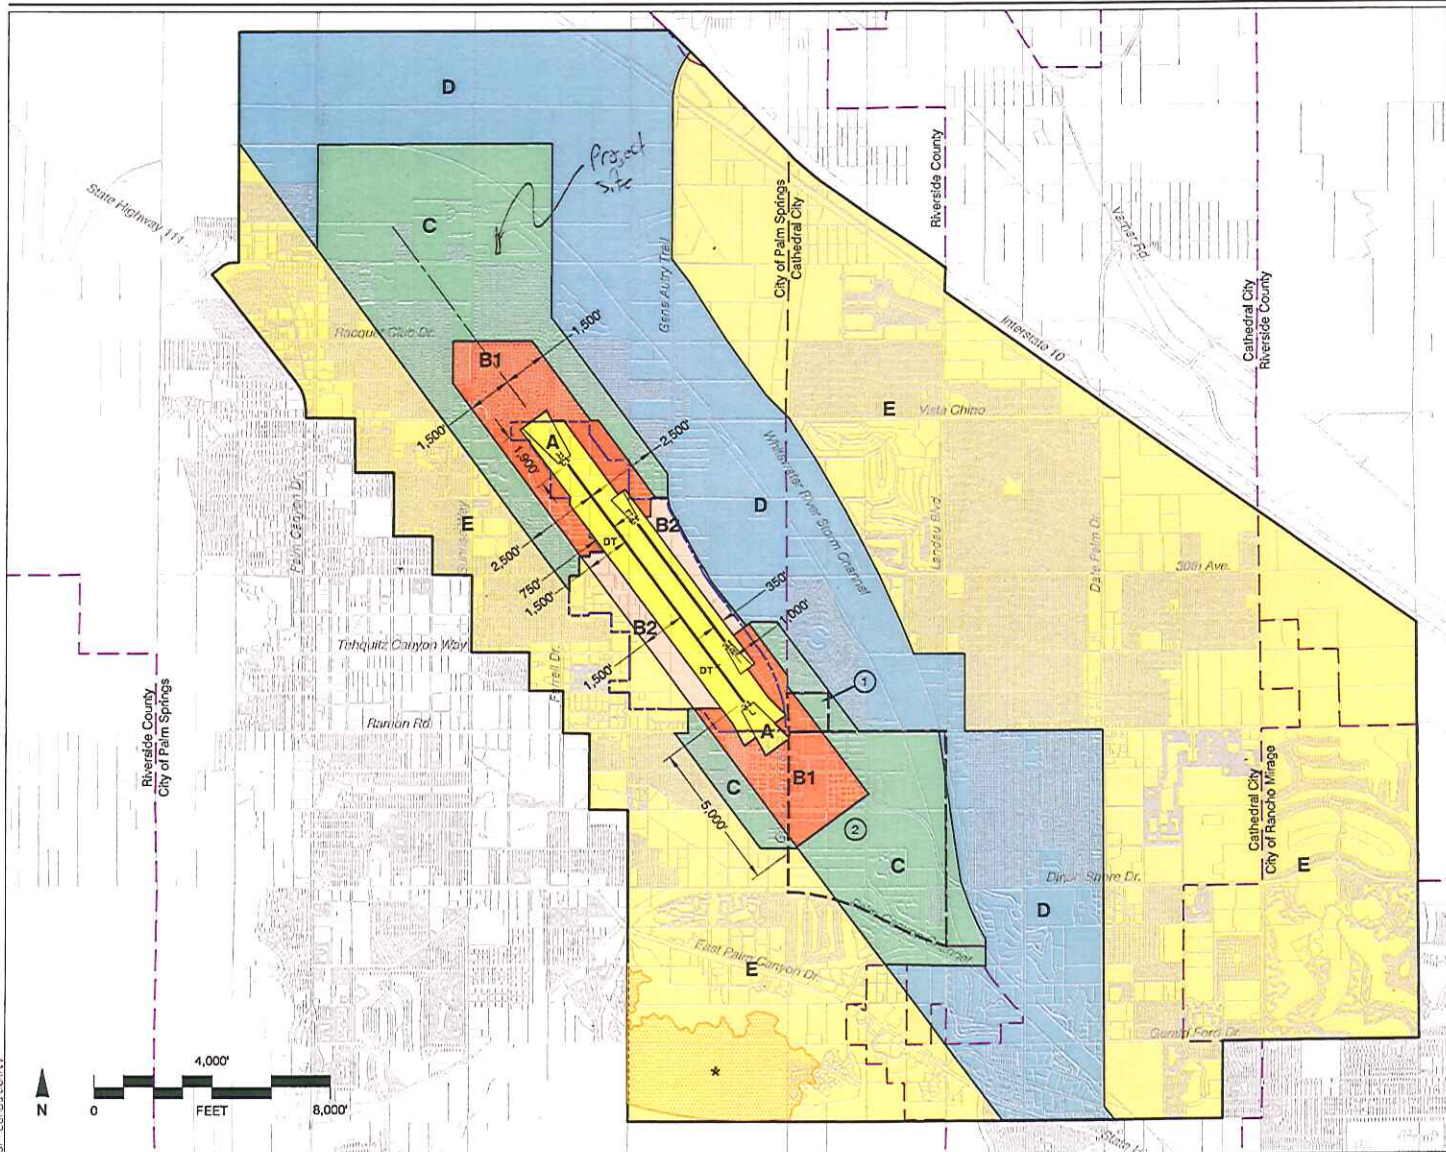 D
Project
Site
State Highway 111
C
City of Palm Springs
Cathedral City
Riverside County
Varner Rd
Gene Autry Trail
Racquet Club Dr.
1,500'
Interstate 10
Cathedral City
Riverside County
B1
1,500'
E
Vista Chino
A
1,900'
2,500'
Palm Canyon Dr.
Sunrise Way
E
Whitewater River Storm Channel
D
B2
Landau Blvd.
Date Palm Dr.
DT
2,500'
750'
1,500'
350'
30th Ave.
1,000'
B2
Tahquitz Canyon Way
Farrell Dr.
1,500'
DT
1
Riverside County
City of Palm Springs
Ramon Rd.
A
B1
C
5,000'
2
Cathedral City
City of Rancho Mirage
C
E
Dinah Shore Dr.
D
East Palm Canyon Dr.
E
Gerald Ford Dr.
*
4,000'
N
0
FEET
8,000'